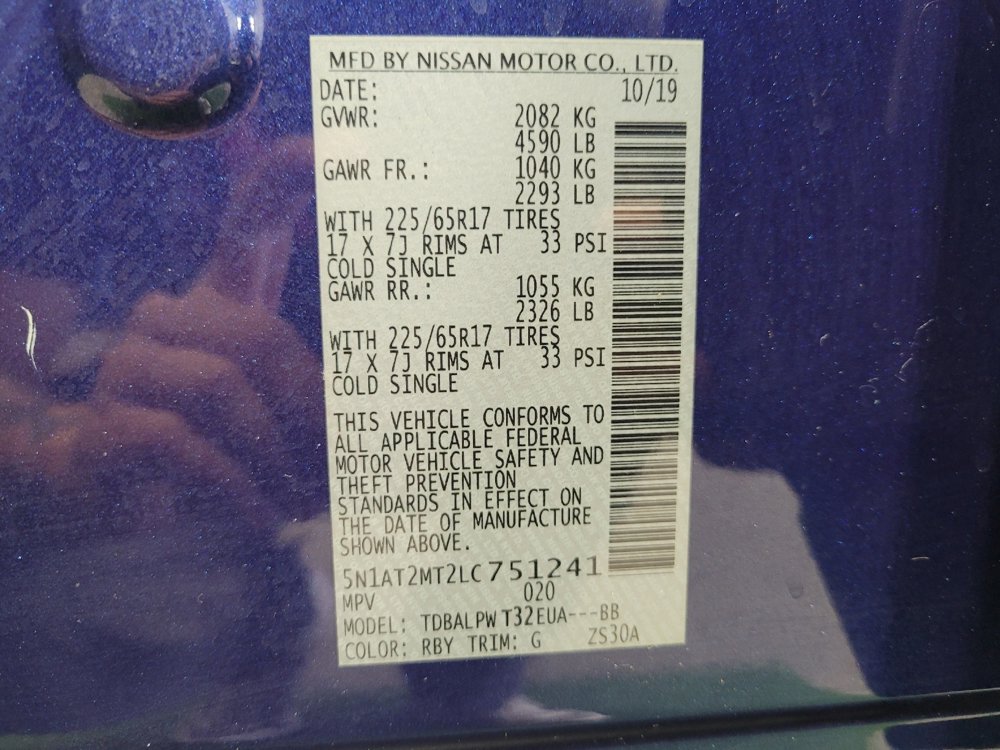 MFD BY NISSAN MOTOR CO., LTD.
DATE: 10/19
GVWR: 2082 KG
4590 LB
GAWR FR.: 1040 KG
2293 LB
WITH 225/65R17 TIRES
17 X 7J RIMS AT 33 PSI
COLD SINGLE
GAWR RR.: 1055 KG
2326 LB
WITH 225/65R17 TIRES
17 X 7J RIMS AT 33 PSI
COLD SINGLE
THIS VEHICLE CONFORMS TO
ALL APPLICABLE FEDERAL
MOTOR VEHICLE SAFETY AND
THEFT PREVENTION
STANDARDS IN EFFECT ON
THE DATE OF MANUFACTURE
SHOWN ABOVE.
5N1AT2MT2LC751241
MPV 020
MODEL: TDBALPW T32EUA---BB
COLOR: RBY TRIM: G ZS30A